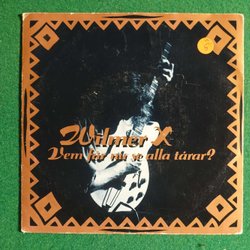 Wilmer X
Vem får nu se alla tårar?